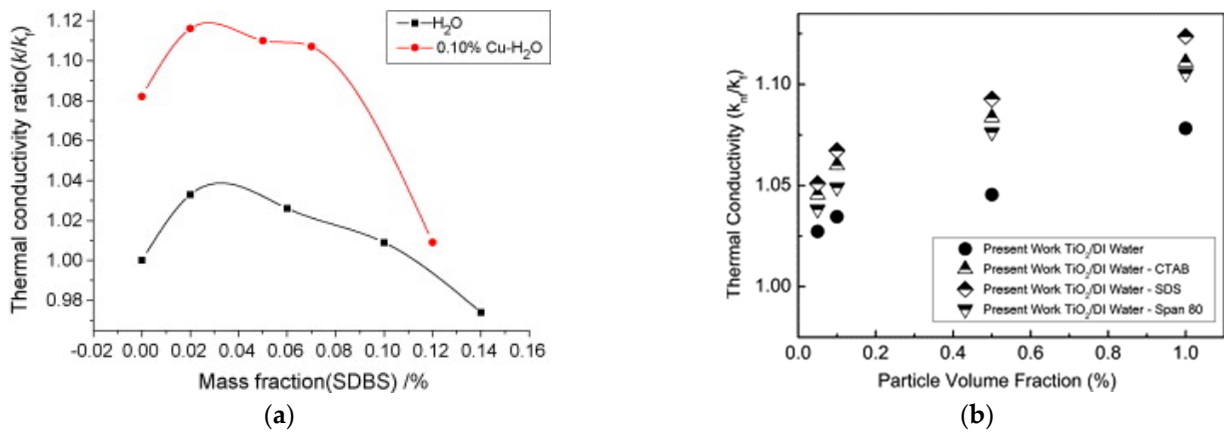 Thermal conductivity ratio(k/kf)
1.12
1.10
1.08
1.06
1.04
1.02
1.00
0.98
-0.02 0.00 0.02 0.04 0.06 0.08 0.10 0.12 0.14 0.16
Mass fraction(SDBS) /%
H2O
0.10% Cu-H2O
(a)
Thermal Conductivity (knf/kf)
1.10
1.05
1.00
0.0 0.2 0.4 0.6 0.8 1.0
Particle Volume Fraction (%)
Present Work TiO2/DI Water
Present Work TiO2/DI Water - CTAB
Present Work TiO2/DI Water - SDS
Present Work TiO2/DI Water - Span 80
(b)